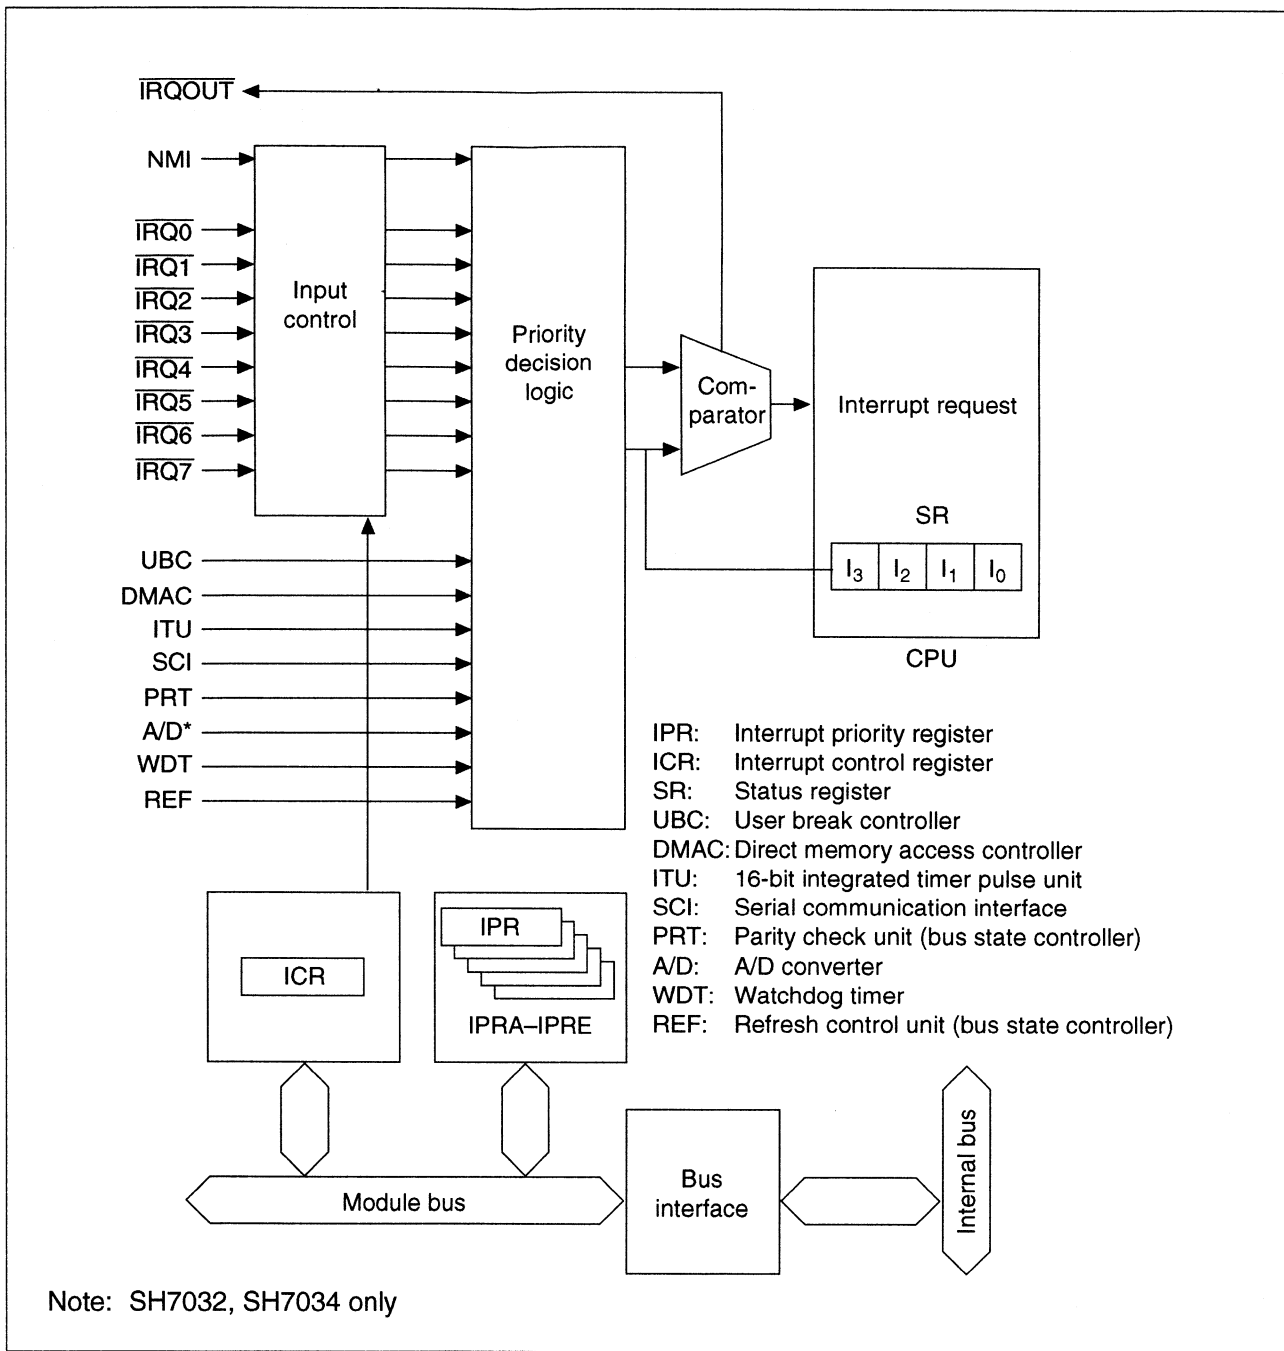 IRQOUT
NMI
IRQ0
IRQ1
IRQ2
IRQ3
IRQ4
IRQ5
IRQ6
IRQ7
Input
control
Priority
decision
logic
Com-
parator
Interrupt request
SR
I3 I2 I1 I0
CPU
UBC
DMAC
ITU
SCI
PRT
A/D*
WDT
REF
IPR: Interrupt priority register
ICR: Interrupt control register
SR: Status register
UBC: User break controller
DMAC: Direct memory access controller
ITU: 16-bit integrated timer pulse unit
SCI: Serial communication interface
PRT: Parity check unit (bus state controller)
A/D: A/D converter
WDT: Watchdog timer
REF: Refresh control unit (bus state controller)
ICR
IPR
IPRA–IPRE
Module bus
Bus
interface
Internal bus
Note: SH7032, SH7034 only